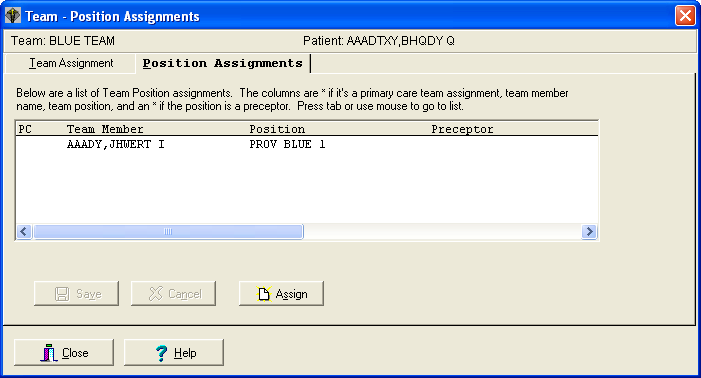 Team - Position Assignments
Team: BLUE TEAM Patient: AAADTXY,BHQDY Q
Team Assignment Position Assignments
Below are a list of Team Position assignments. The columns are * if it's a primary care team assignment, team member
name, team position, and an * if the position is a preceptor. Press tab or use mouse to go to list.
PC Team Member Position Preceptor
AAADY,JHWERT I PROV BLUE 1
Save Cancel Assign
Close ? Help